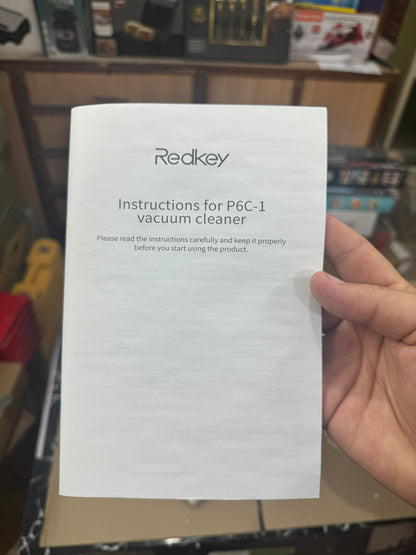 Redkey
Instructions for P6C-1
vacuum cleaner
Please read the instructions carefully and keep it properly
before you start using the product.